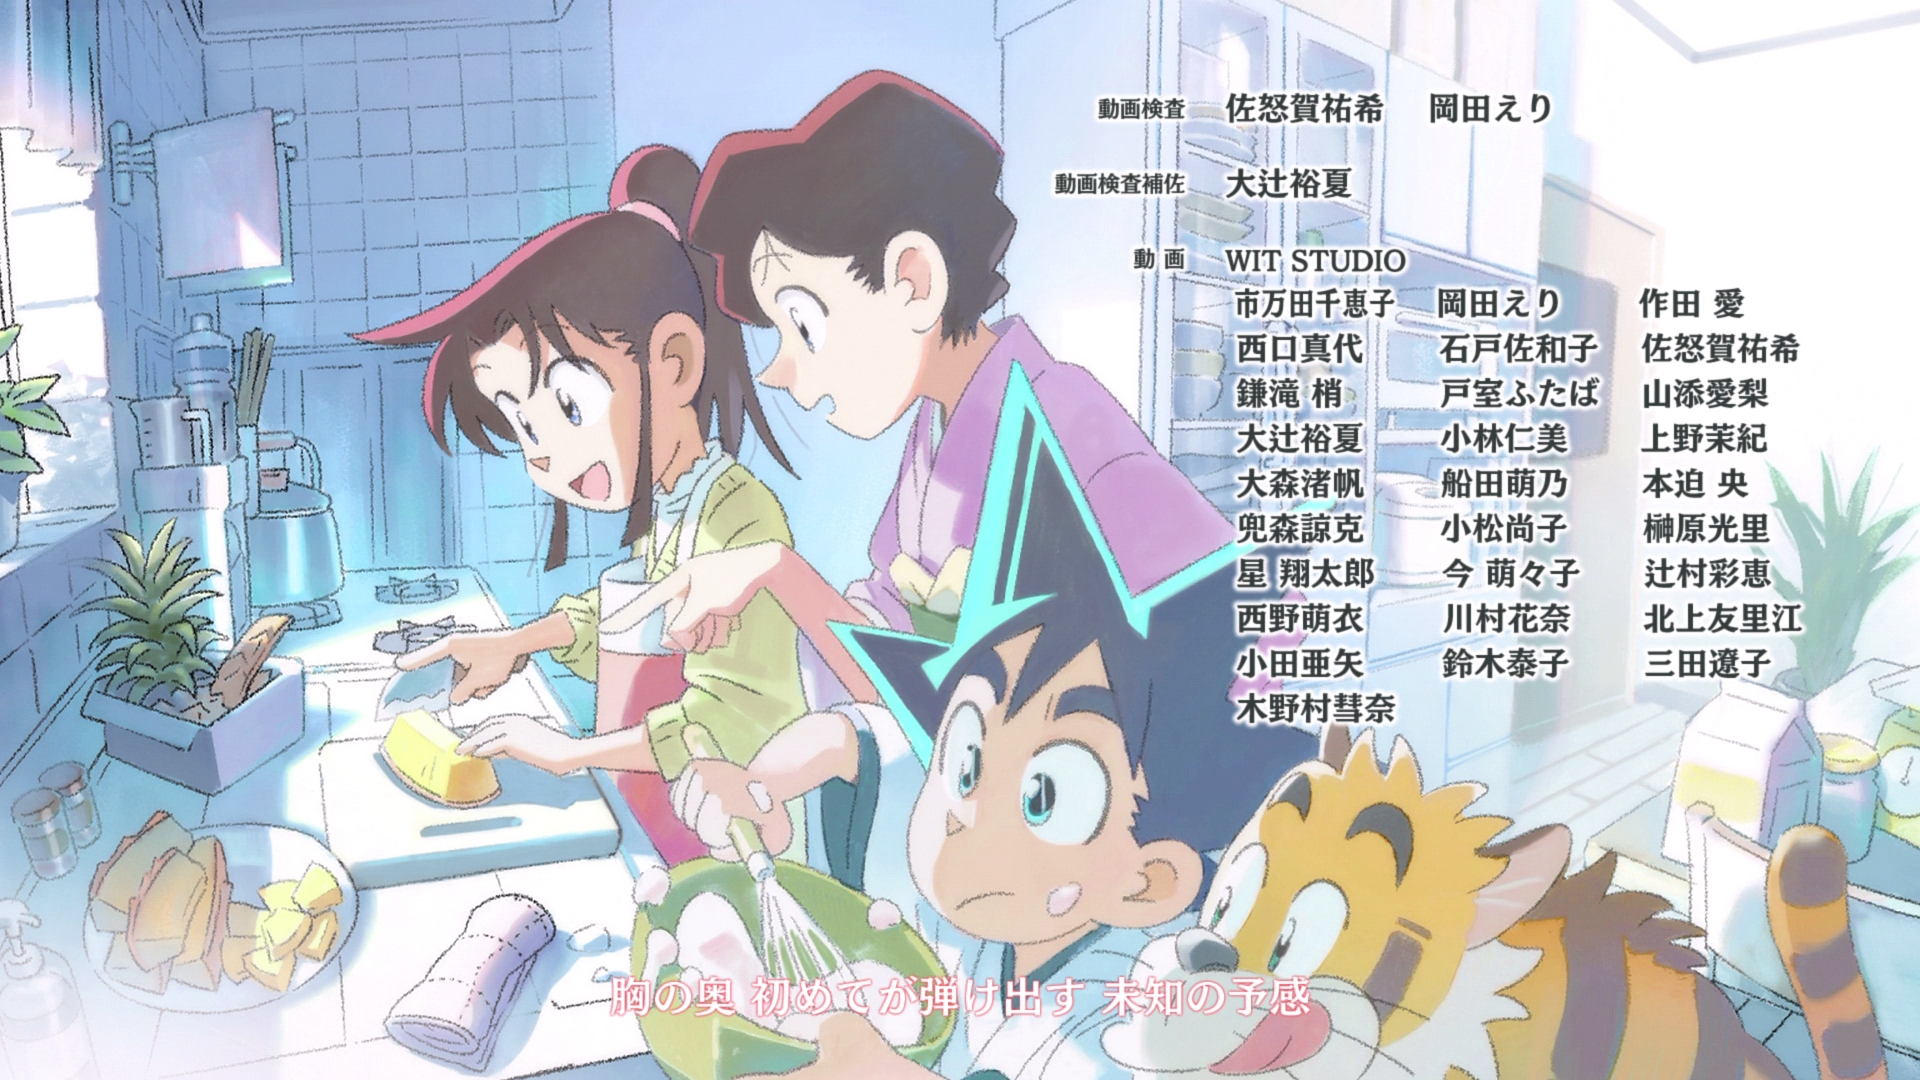 動画検査 佐怒賀祐希 岡田えり
動画検査補佐 大辻裕夏
動画 WIT STUDIO
市万田千恵子 岡田えり 作田 愛
西口真代 石戸佐和子 佐怒賀祐希
鎌滝 梢 戸室ふたば 山添愛梨
大辻裕夏 小林仁美 上野茉紀
大森渚帆 船田萌乃 本迫 央
兜森諒克 小松尚子 榊原光里
星 翔太郎 今 萌々子 辻村彩恵
西野萌衣 川村花奈 北上友里江
小田亜矢 鈴木泰子 三田遼子
木野村彗奈
胸の奥 初めてが弾け出す 未知の予感